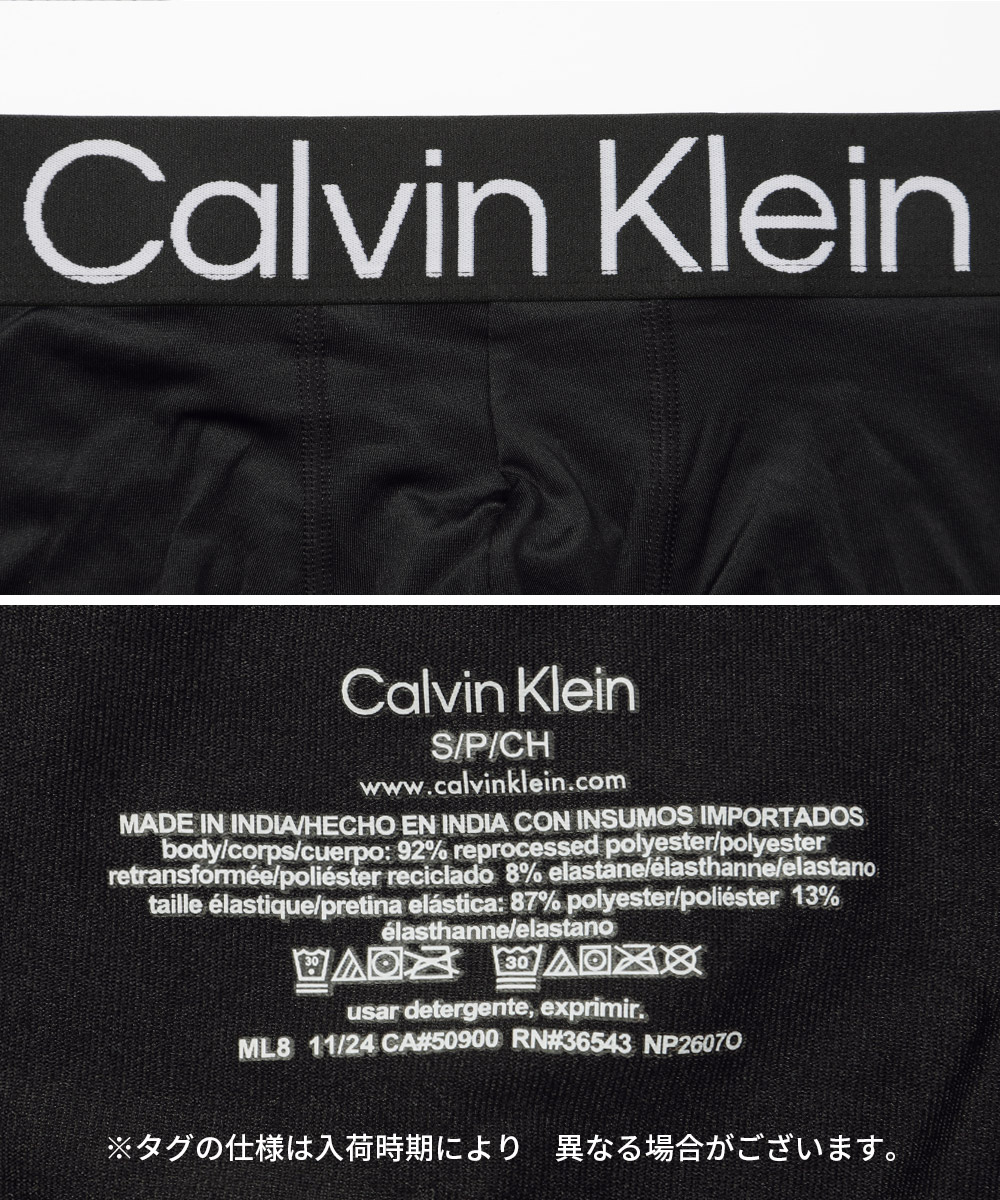 Calvin Klein
Calvin Klein
S/P/CH
www.calvinklein.com
MADE IN INDIA/HECHO EN INDIA CON INSUMOS IMPORTADOS
body/corps/cuerpo: 92% reprocessed polyester/polyester
retransformée/poliéster reciclado 8% elastane/élasthanne/elastano
taille élastique/pretina elástica: 87% polyester/poliéster 13%
élasthanne/elastano
30 30
usar detergente, exprimir.
ML8 11/24 CA#50900 RN#36543 NP2607O
※タグの仕様は入荷時期により 異なる場合がございます。